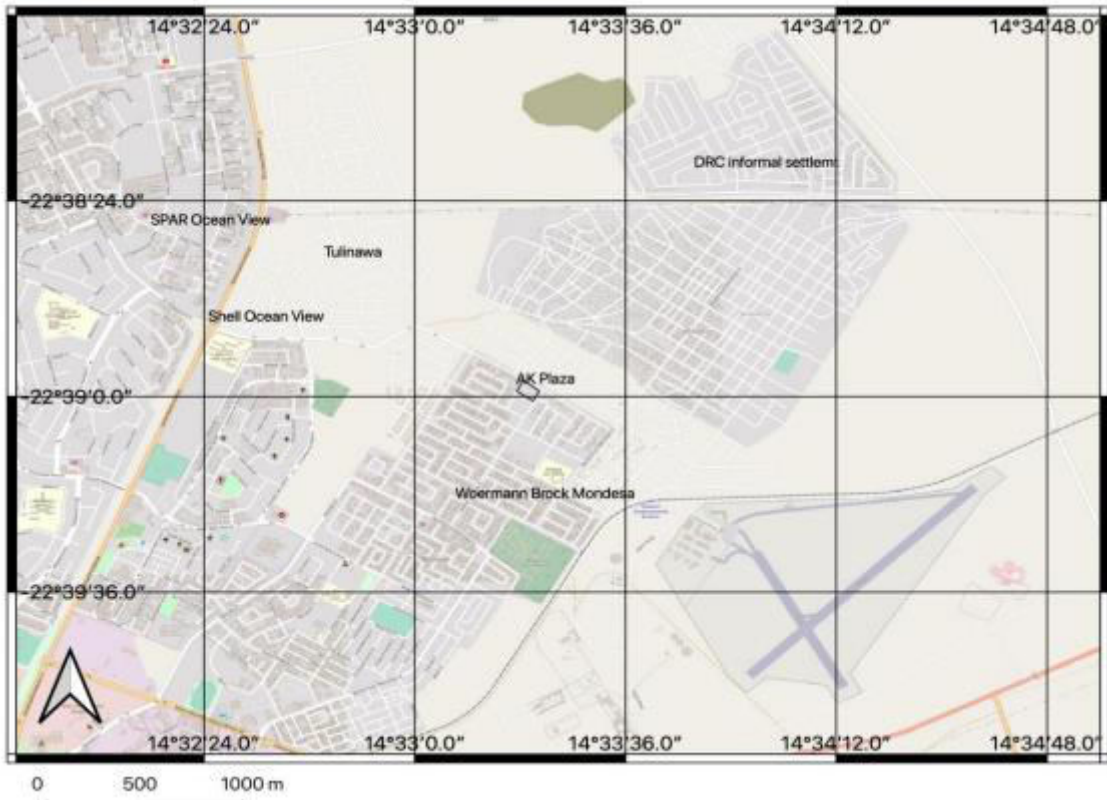 14°32'24.0" 14°33'0.0" 14°33'36.0" 14°34'12.0" 14°34'48.0"
DRC informal settlem
-22°38'24.0"
SPAR Ocean View
Tulinawa
Shell Ocean View
AK Plaza
-22°39'0.0"
Woermann Brock Mondesa
-22°39'36.0"
14°32'24.0" 14°33'0.0" 14°33'36.0" 14°34'12.0" 14°34'48.0"
0 500 1000 m